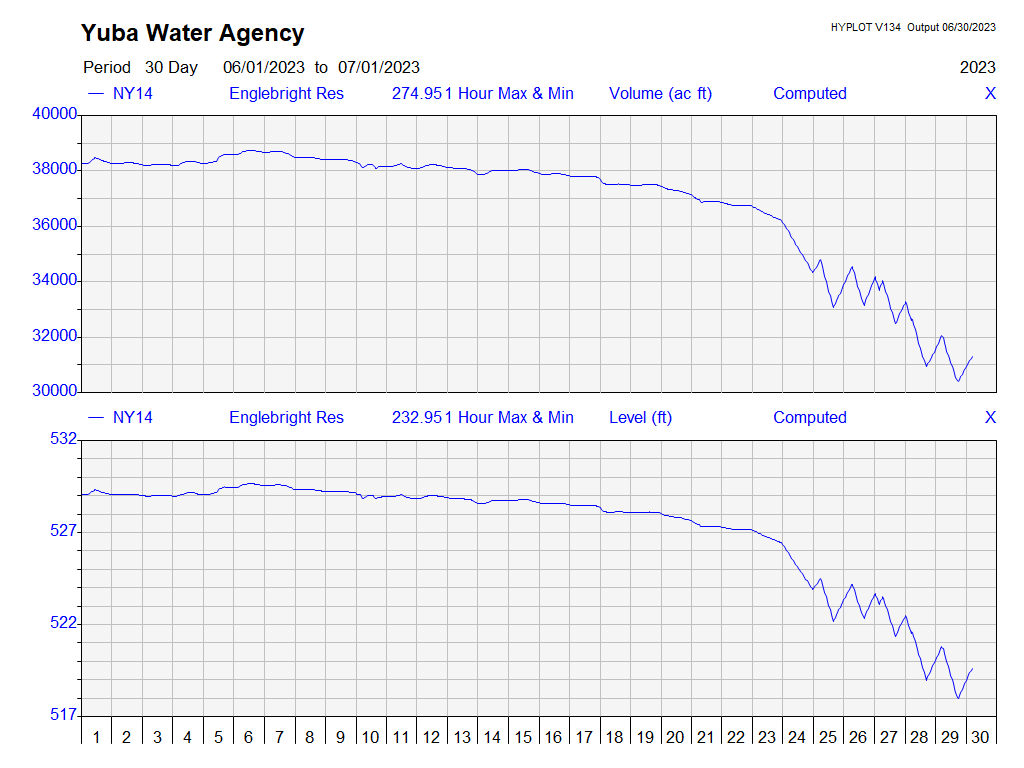 Yuba Water Agency
HYPLOT V134 Output 06/30/2023
Period 30 Day 06/01/2023 to 07/01/2023
2023
NY14 Englebright Res 274.951 Hour Max & Min Volume (ac ft) Computed X
40000
38000
36000
34000
32000
30000
NY14 Englebright Res 232.951 Hour Max & Min Level (ft) Computed X
532
527
522
517
1 2 3 4 5 6 7 8 9 10 11 12 13 14 15 16 17 18 19 20 21 22 23 24 25 26 27 28 29 30